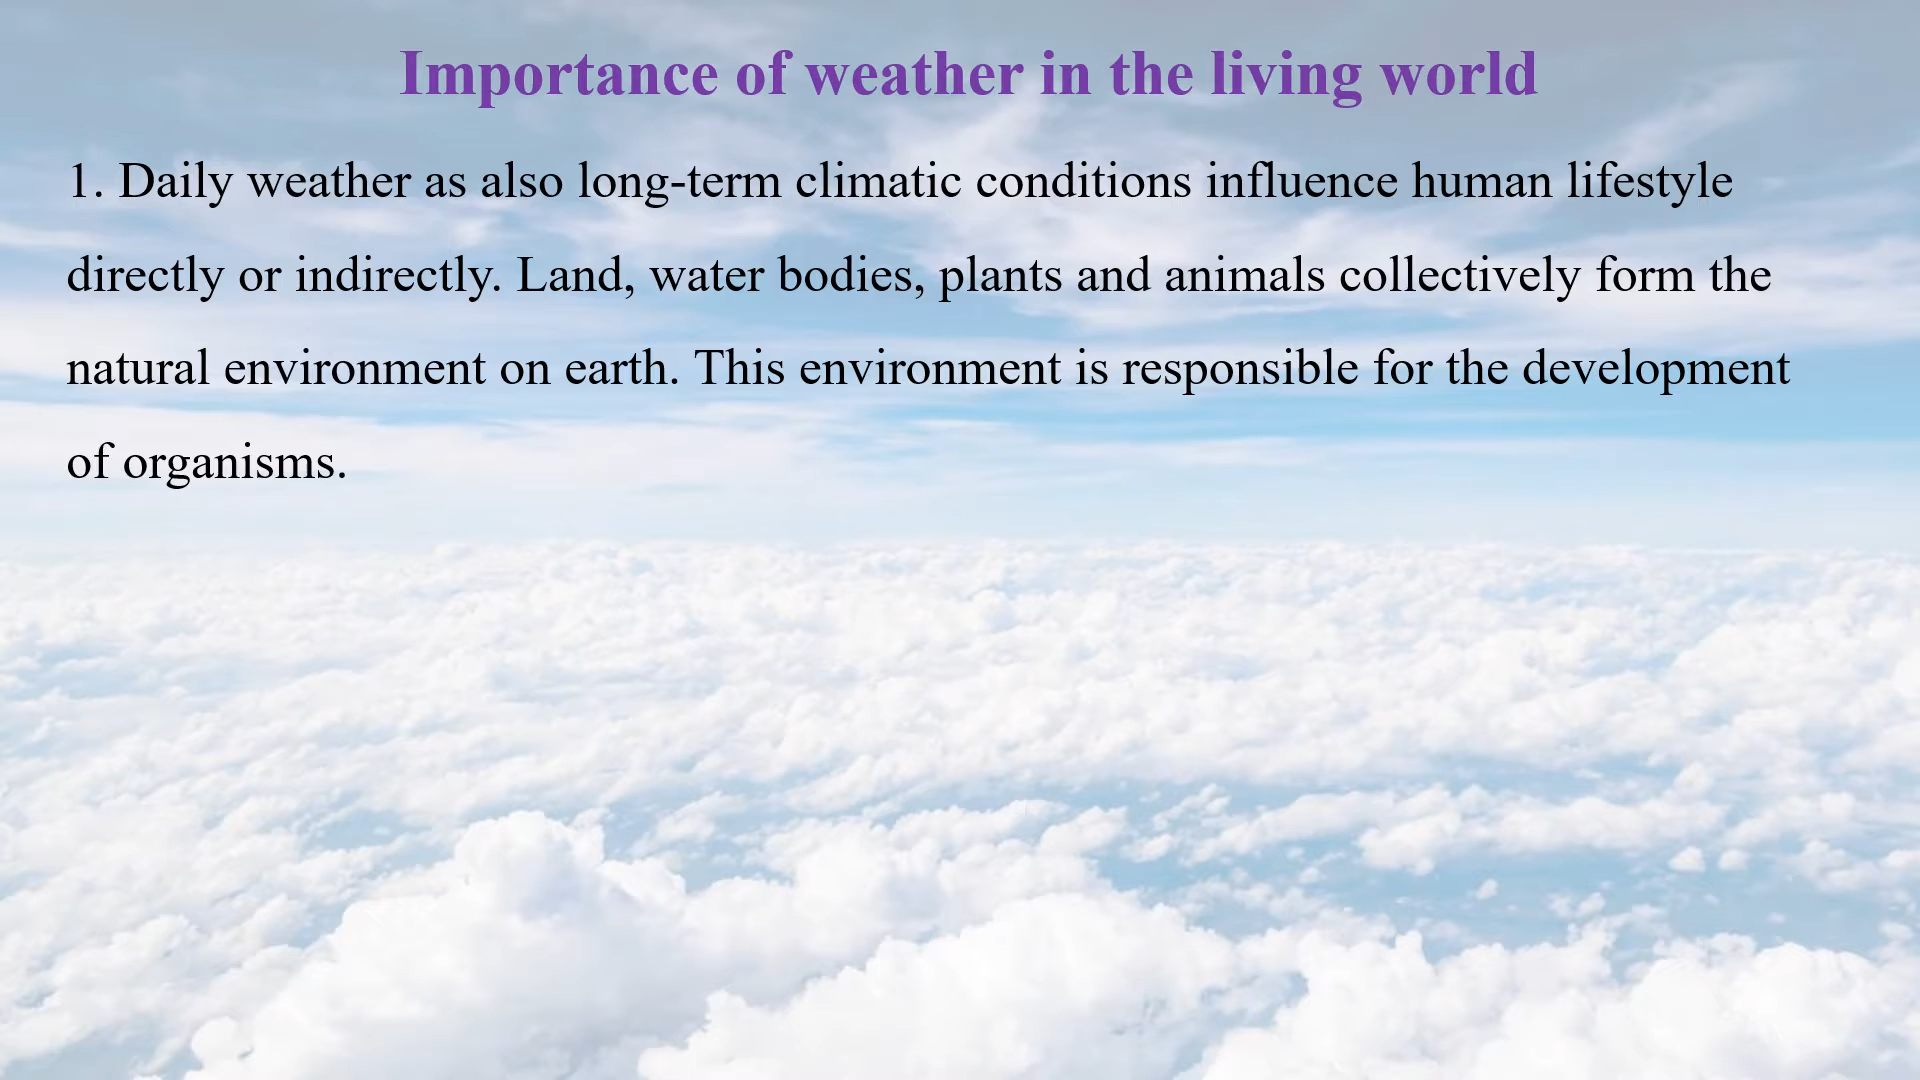 Importance of weather in the living world
1. Daily weather as also long-term climatic conditions influence human lifestyle
directly or indirectly. Land, water bodies, plants and animals collectively form the
natural environment on earth. This environment is responsible for the development
of organisms.